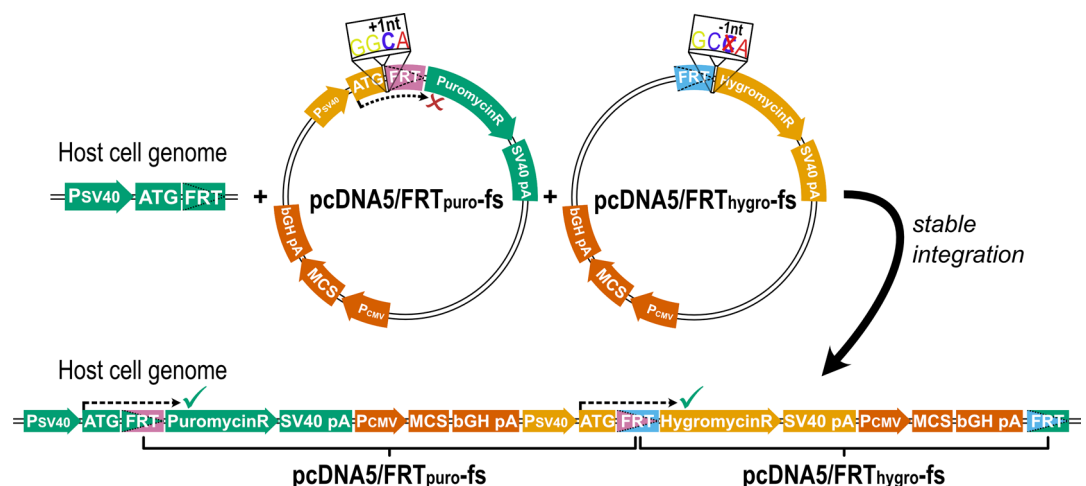 +1nt
GGCA
-1nt
GCCA
PSV40
ATG
FRT
PuromycinR
SV40 pA
PCMV
MCS
bGH pA
pcDNA5/FRTpuro-fs
X
FRT
HygromycinR
SV40 pA
PCMV
MCS
bGH pA
pcDNA5/FRThygro-fs
Host cell genome
PSV40 ATG FRT
+
+
stable
integration
Host cell genome
PSV40 ATG FRT PuromycinR SV40 pA PCMV MCS bGH pA PSV40 ATG FRT HygromycinR SV40 pA PCMV MCS bGH pA FRT
pcDNA5/FRTpuro-fs
pcDNA5/FRThygro-fs